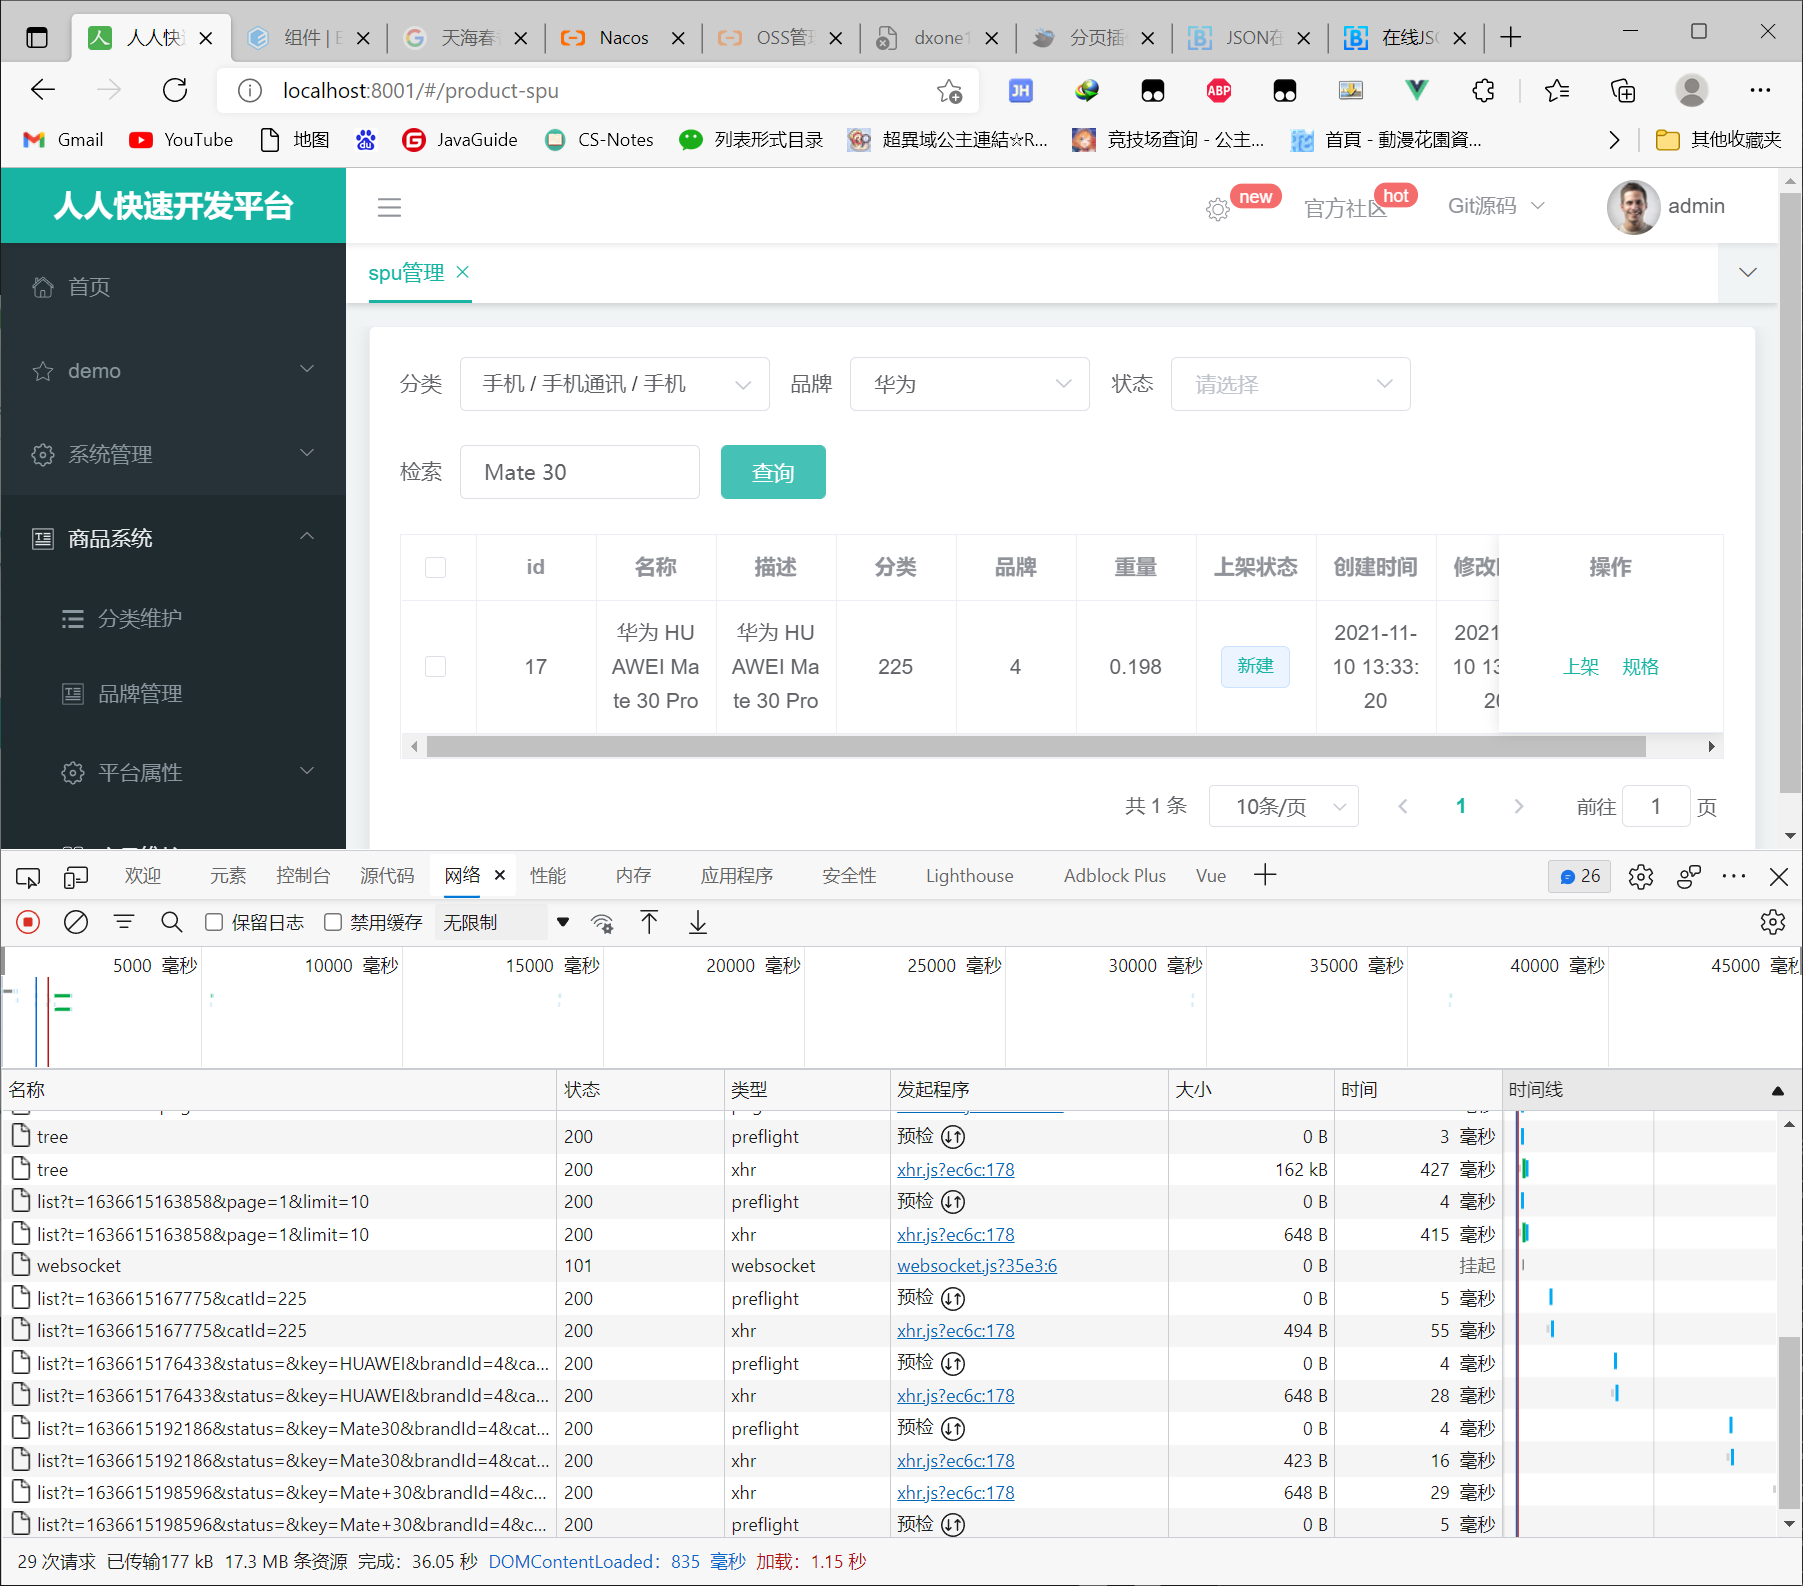 人人快 组件 | E 天海春 Nacos OSS管 dxone1 分页插 JSON在 在线JS
localhost:8001/#/product-spu
Gmail YouTube 地图 JavaGuide CS-Notes 列表形式目录 超異域公主連結☆R... 竞技场查询 - 公主... 首頁 - 動漫花園資... 其他收藏夹
人人快速开发平台 new 官方社区 hot Git源码 admin
首页
demo
系统管理
商品系统
分类维护
品牌管理
平台属性
spu管理
分类 手机 / 手机通讯 / 手机 品牌 华为 状态 请选择
检索 Mate 30 查询
id 名称 描述 分类 品牌 重量 上架状态 创建时间 修改 操作
17 华为 HUAWEI Mate 30 Pro 华为 HUAWEI Mate 30 Pro 225 4 0.198 新建 2021-11-10 13:33:20 上架 规格
共 1 条 10条/页 1 前往 1 页
欢迎 元素 控制台 源代码 网络 性能 内存 应用程序 安全性 Lighthouse Adblock Plus Vue 26
保留日志 禁用缓存 无限制
5000 毫秒 10000 毫秒 15000 毫秒 20000 毫秒 25000 毫秒 30000 毫秒 35000 毫秒 40000 毫秒 45000 毫秒
名称 状态 类型 发起程序 大小 时间 时间线
tree 200 preflight 预检 0 B 3 毫秒
tree 200 xhr xhr.js?ec6c:178 162 kB 427 毫秒
list?t=1636615163858&page=1&limit=10 200 preflight 预检 0 B 4 毫秒
list?t=1636615163858&page=1&limit=10 200 xhr xhr.js?ec6c:178 648 B 415 毫秒
websocket 101 websocket websocket.js?35e3:6 0 B 挂起
list?t=1636615167775&catId=225 200 preflight 预检 0 B 5 毫秒
list?t=1636615167775&catId=225 200 xhr xhr.js?ec6c:178 494 B 55 毫秒
list?t=1636615176433&status=&key=HUAWEI&brandId=4&ca... 200 preflight 预检 0 B 4 毫秒
list?t=1636615176433&status=&key=HUAWEI&brandId=4&ca... 200 xhr xhr.js?ec6c:178 648 B 28 毫秒
list?t=1636615192186&status=&key=Mate30&brandId=4&cat... 200 preflight 预检 0 B 4 毫秒
list?t=1636615192186&status=&key=Mate30&brandId=4&cat... 200 xhr xhr.js?ec6c:178 423 B 16 毫秒
list?t=1636615198596&status=&key=Mate+30&brandId=4&c... 200 xhr xhr.js?ec6c:178 648 B 29 毫秒
list?t=1636615198596&status=&key=Mate+30&brandId=4&c... 200 preflight 预检 0 B 5 毫秒
29 次请求 已传输177 kB 17.3 MB 条资源 完成：36.05 秒 DOMContentLoaded：835 毫秒 加载：1.15 秒